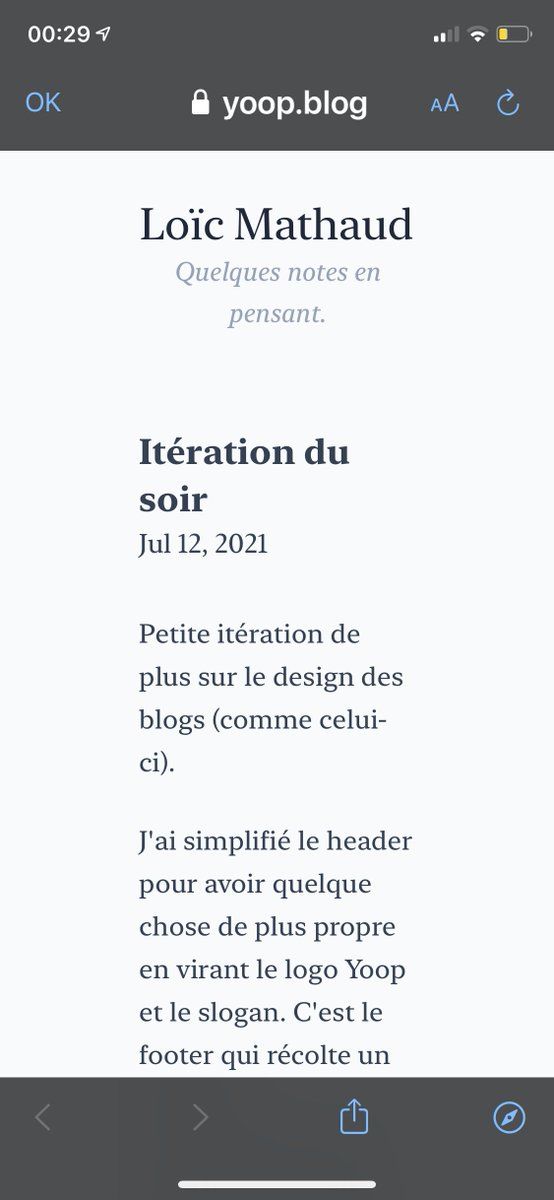 00:29
OK
yoop.blog
AA
Loïc Mathaud
Quelques notes en
pensant.
Itération du
soir
Jul 12, 2021
Petite itération de
plus sur le design des
blogs (comme celui-
ci).
J'ai simplifié le header
pour avoir quelque
chose de plus propre
en virant le logo Yoop
et le slogan. C'est le
footer qui récolte un